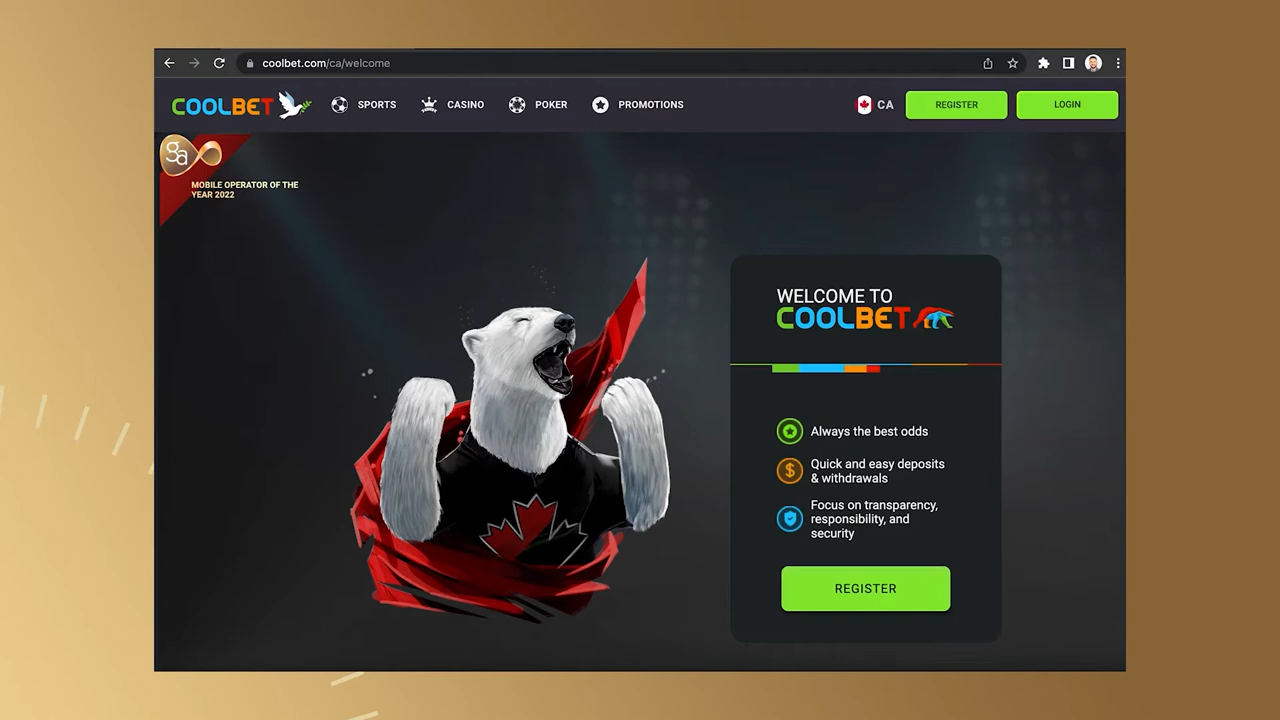 coolbet.com/ca/welcome
COOLBET
SPORTS
CASINO
POKER
PROMOTIONS
CA
REGISTER
LOGIN
ga
MOBILE OPERATOR OF THE
YEAR 2022
WELCOME TO
COOLBET
Always the best odds
Quick and easy deposits
& withdrawals
Focus on transparency,
responsibility, and
security
REGISTER